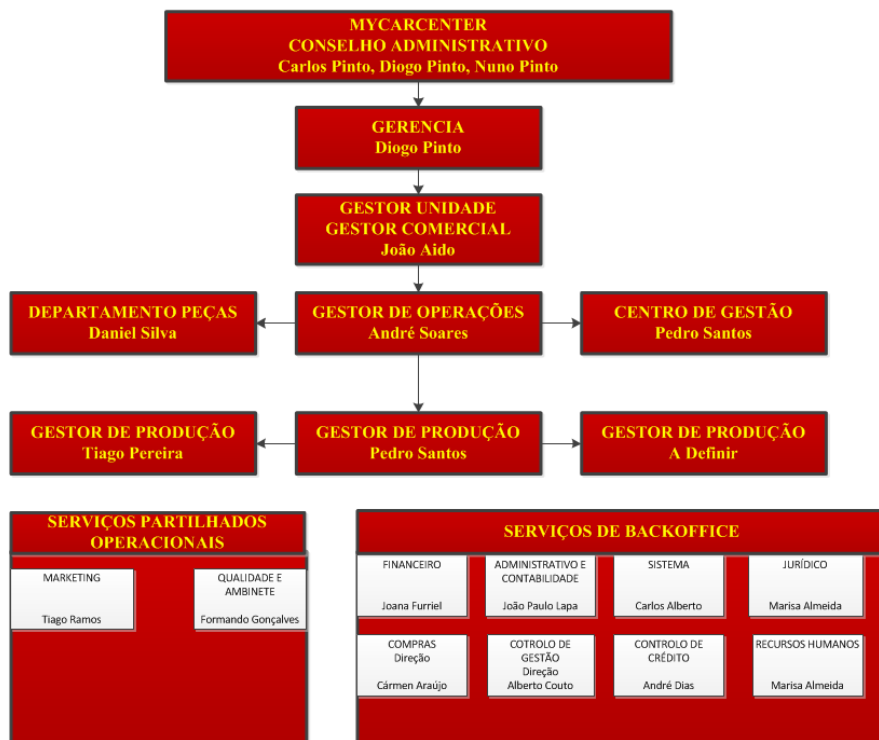 MYCARCENTER
CONSELHO ADMINISTRATIVO
Carlos Pinto, Diogo Pinto, Nuno Pinto
GERENCIA
Diogo Pinto
GESTOR UNIDADE
GESTOR COMERCIAL
João Aido
DEPARTAMENTO PEÇAS
Daniel Silva
GESTOR DE OPERAÇÕES
André Soares
CENTRO DE GESTÃO
Pedro Santos
GESTOR DE PRODUÇÃO
Tiago Pereira
GESTOR DE PRODUÇÃO
Pedro Santos
GESTOR DE PRODUÇÃO
A Definir
SERVIÇOS PARTILHADOS
OPERACIONAIS
MARKETING
Tiago Ramos
QUALIDADE E
AMBINETE
Formando Gonçalves
SERVIÇOS DE BACKOFFICE
FINANCEIRO
Joana Furriel
ADMINISTRATIVO E
CONTABILIDADE
João Paulo Lapa
SISTEMA
Carlos Alberto
JURÍDICO
Marisa Almeida
COMPRAS
Direção
Cármen Araújo
COTROLO DE
GESTÃO
Direção
Alberto Couto
CONTROLO DE
CRÉDITO
André Dias
RECURSOS HUMANOS
Marisa Almeida